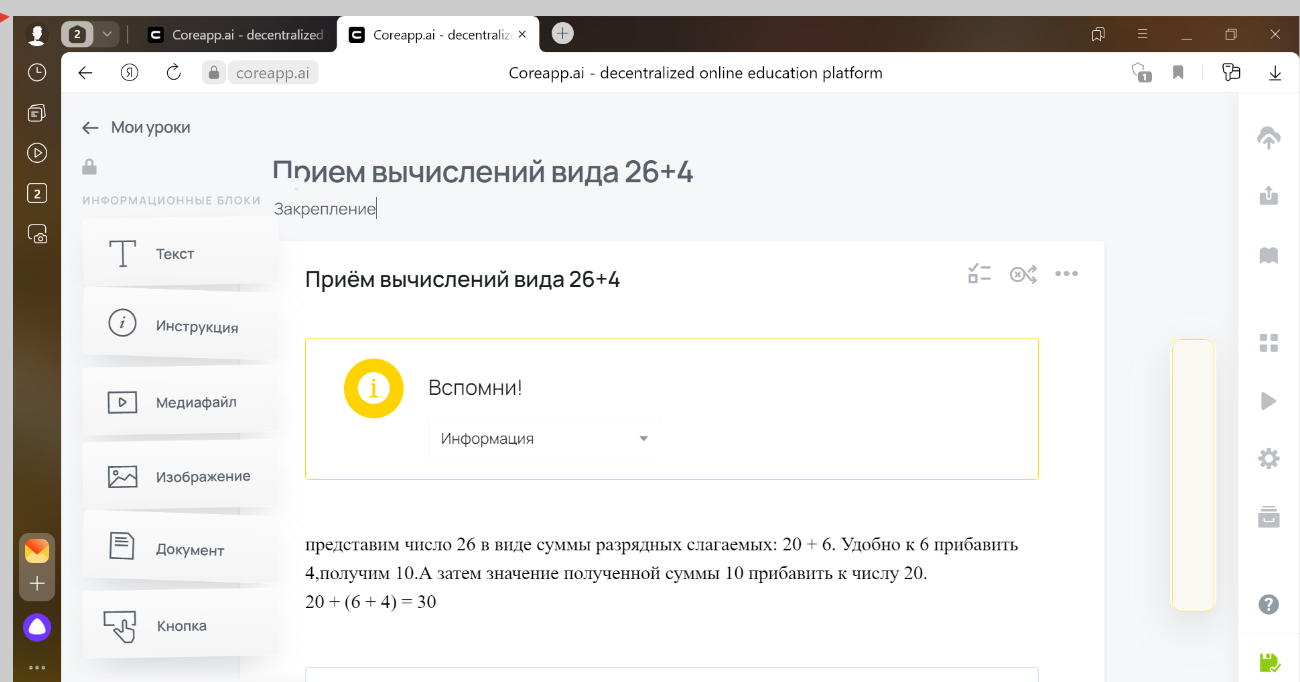 2
Coreapp.ai - decentralized
Coreapp.ai - decentraliz
coreapp.ai
Coreapp.ai - decentralized online education platform
1
Мои уроки
2
Прием вычислений вида 26+4
ИНФОРМАЦИОННЫЕ БЛОКИ
Закрепление
Текст
Приём вычислений вида 26+4
Инструкция
Вспомни!
Медиафайл
Информация
Изображение
Документ
представим число 26 в виде суммы разрядных слагаемых: 20 + 6. Удобно к 6 прибавить
4,получим 10.А затем значение полученной суммы 10 прибавить к числу 20.
20 + (6 + 4) = 30
Кнопка